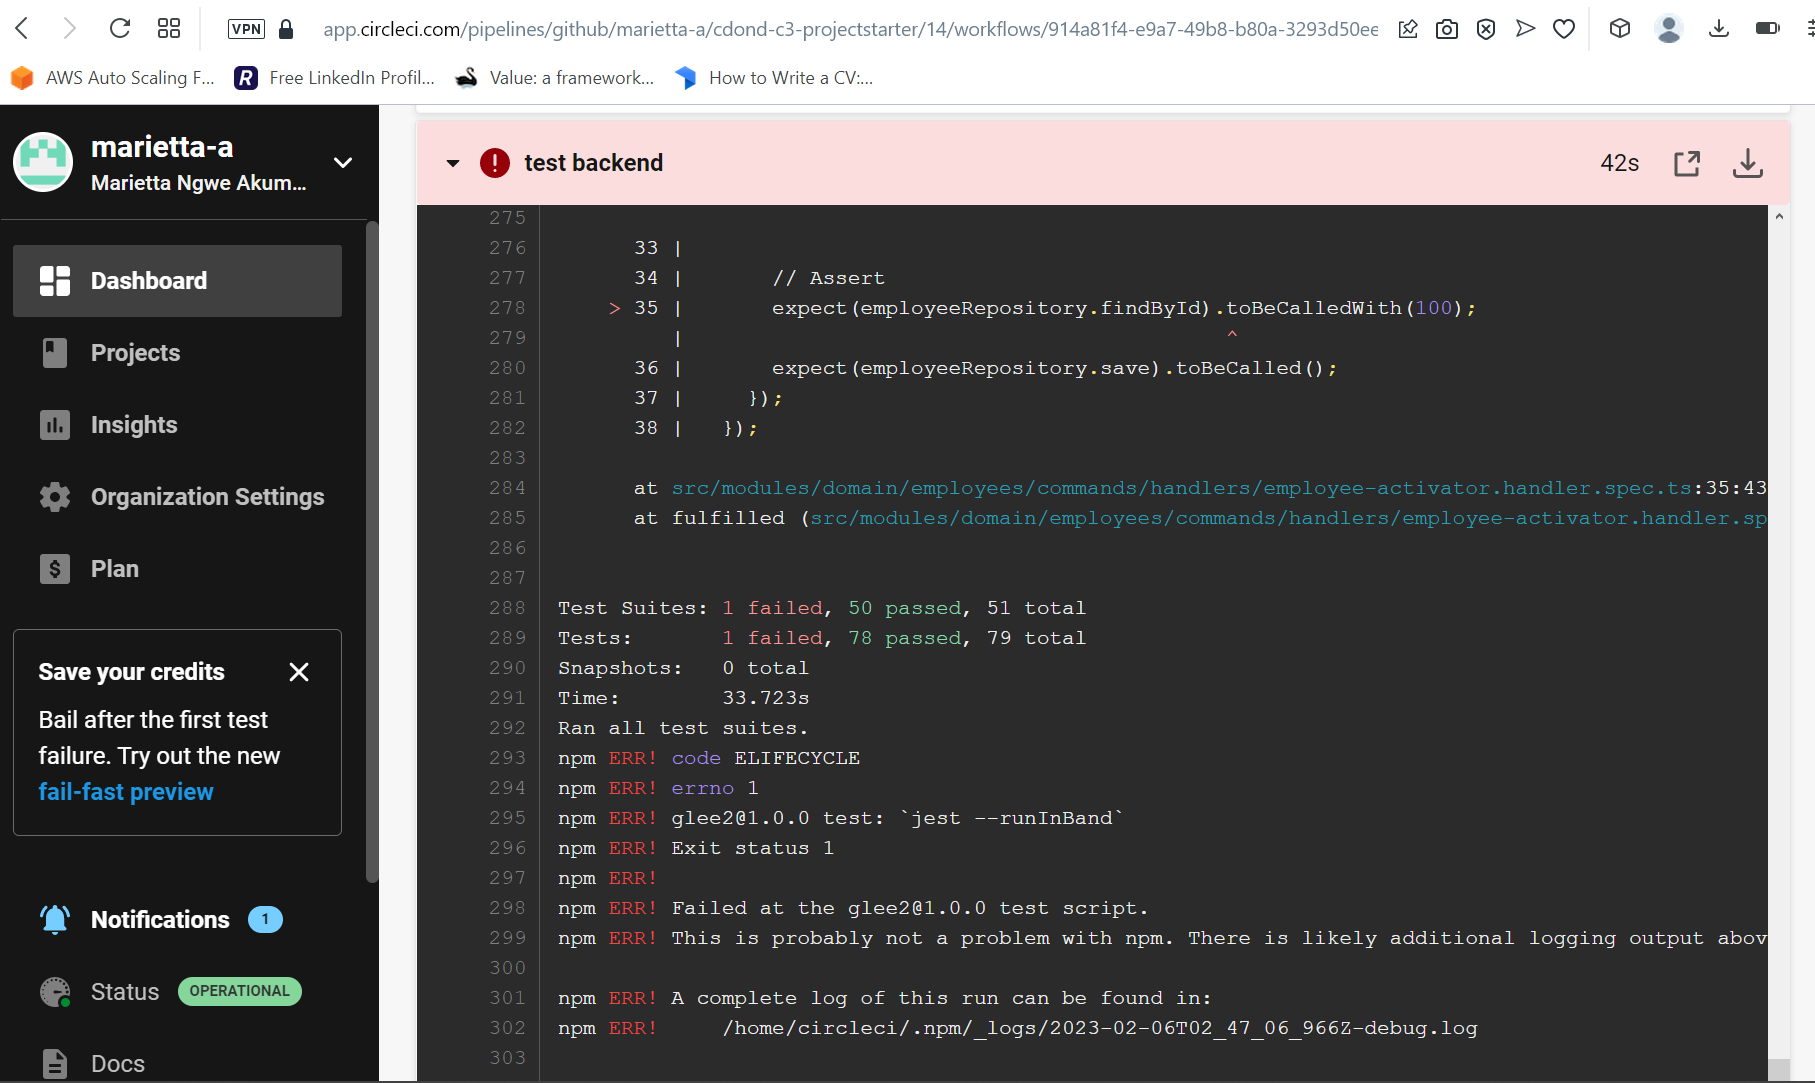 VPN
app.circleci.com/pipelines/github/marietta-a/cdond-c3-projectstarter/14/workflows/914a81f4-e9a7-49b8-b80a-3293d50ee
AWS Auto Scaling F...
R
Free LinkedIn Profil...
Value: a framework...
How to Write a CV:...
marietta-a
Marietta Ngwe Akum...
Dashboard
Projects
Insights
Organization Settings
$
Plan
Save your credits
Bail after the first test
failure. Try out the new
fail-fast preview
Notifications 1
Status OPERATIONAL
Docs
! test backend 42s
275
276 33 |
277 34 | // Assert
278 > 35 | expect(employeeRepository.findById).toBeCalledWith(100);
279 | ^
280 36 | expect(employeeRepository.save).toBeCalled();
281 37 | });
282 38 | });
283
284 at src/modules/domain/employees/commands/handlers/employee-activator.handler.spec.ts:35:43
285 at fulfilled (src/modules/domain/employees/commands/handlers/employee-activator.handler.sp
286
287
288 Test Suites: 1 failed, 50 passed, 51 total
289 Tests: 1 failed, 78 passed, 79 total
290 Snapshots: 0 total
291 Time: 33.723s
292 Ran all test suites.
293 npm ERR! code ELIFECYCLE
294 npm ERR! errno 1
295 npm ERR! glee2@1.0.0 test: `jest --runInBand`
296 npm ERR! Exit status 1
297 npm ERR!
298 npm ERR! Failed at the glee2@1.0.0 test script.
299 npm ERR! This is probably not a problem with npm. There is likely additional logging output abov
300
301 npm ERR! A complete log of this run can be found in:
302 npm ERR! /home/circleci/.npm/_logs/2023-02-06T02_47_06_966Z-debug.log
303